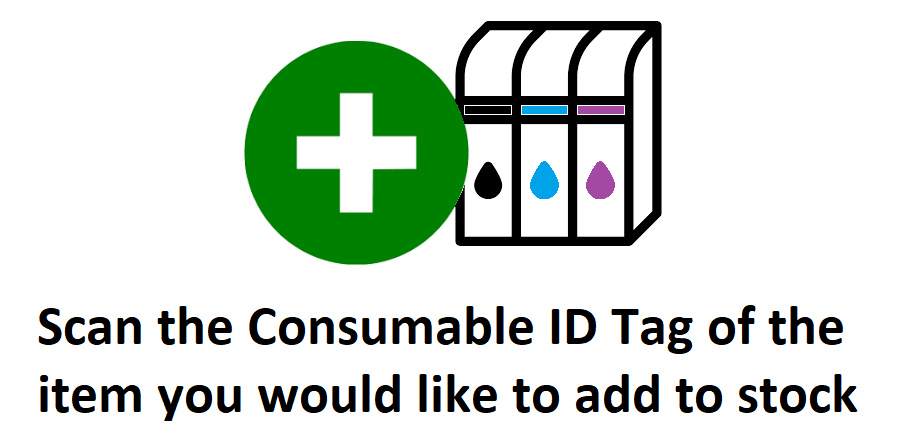 Scan the Consumable ID Tag of the
item you would like to add to stock